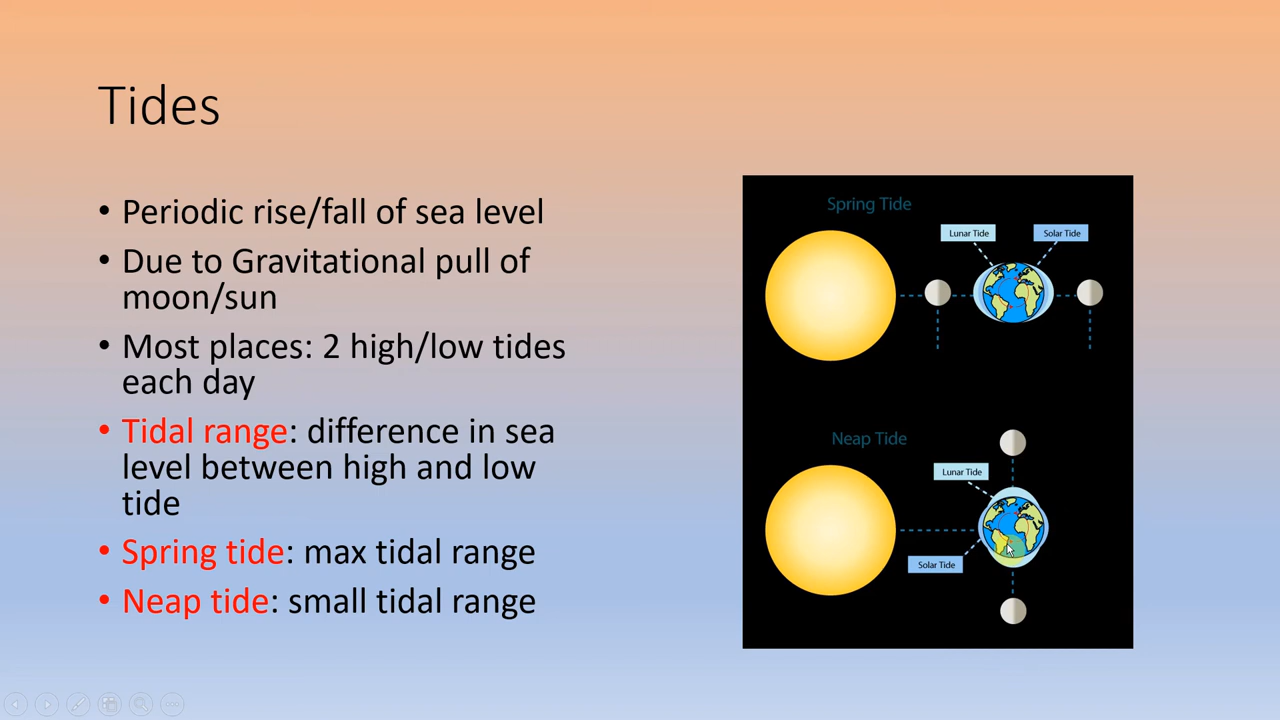 Tides
• Periodic rise/fall of sea level
• Due to Gravitational pull of
moon/sun
• Most places: 2 high/low tides
each day
• Tidal range: difference in sea
level between high and low
tide
• Spring tide: max tidal range
• Neap tide: small tidal range
Spring Tide
Lunar Tide
Solar Tide
Neap Tide
Lunar Tide
Solar Tide